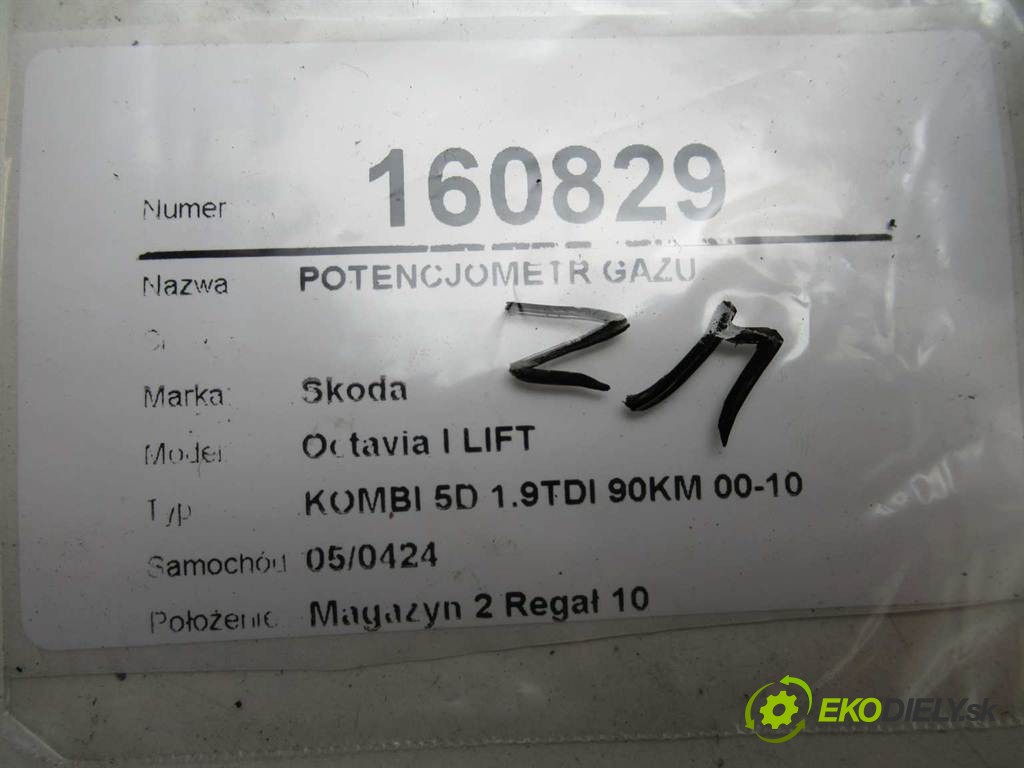 Numer 160829
Nazwa POTENCJOMETR GAZU
Marka Skoda
Model Octavia I LIFT
Typ KOMBI 5D 1.9TDI 90KM 00-10
Samochód 05/0424
Położenie Magazyn 2 Regał 10
EKODIELY.sk